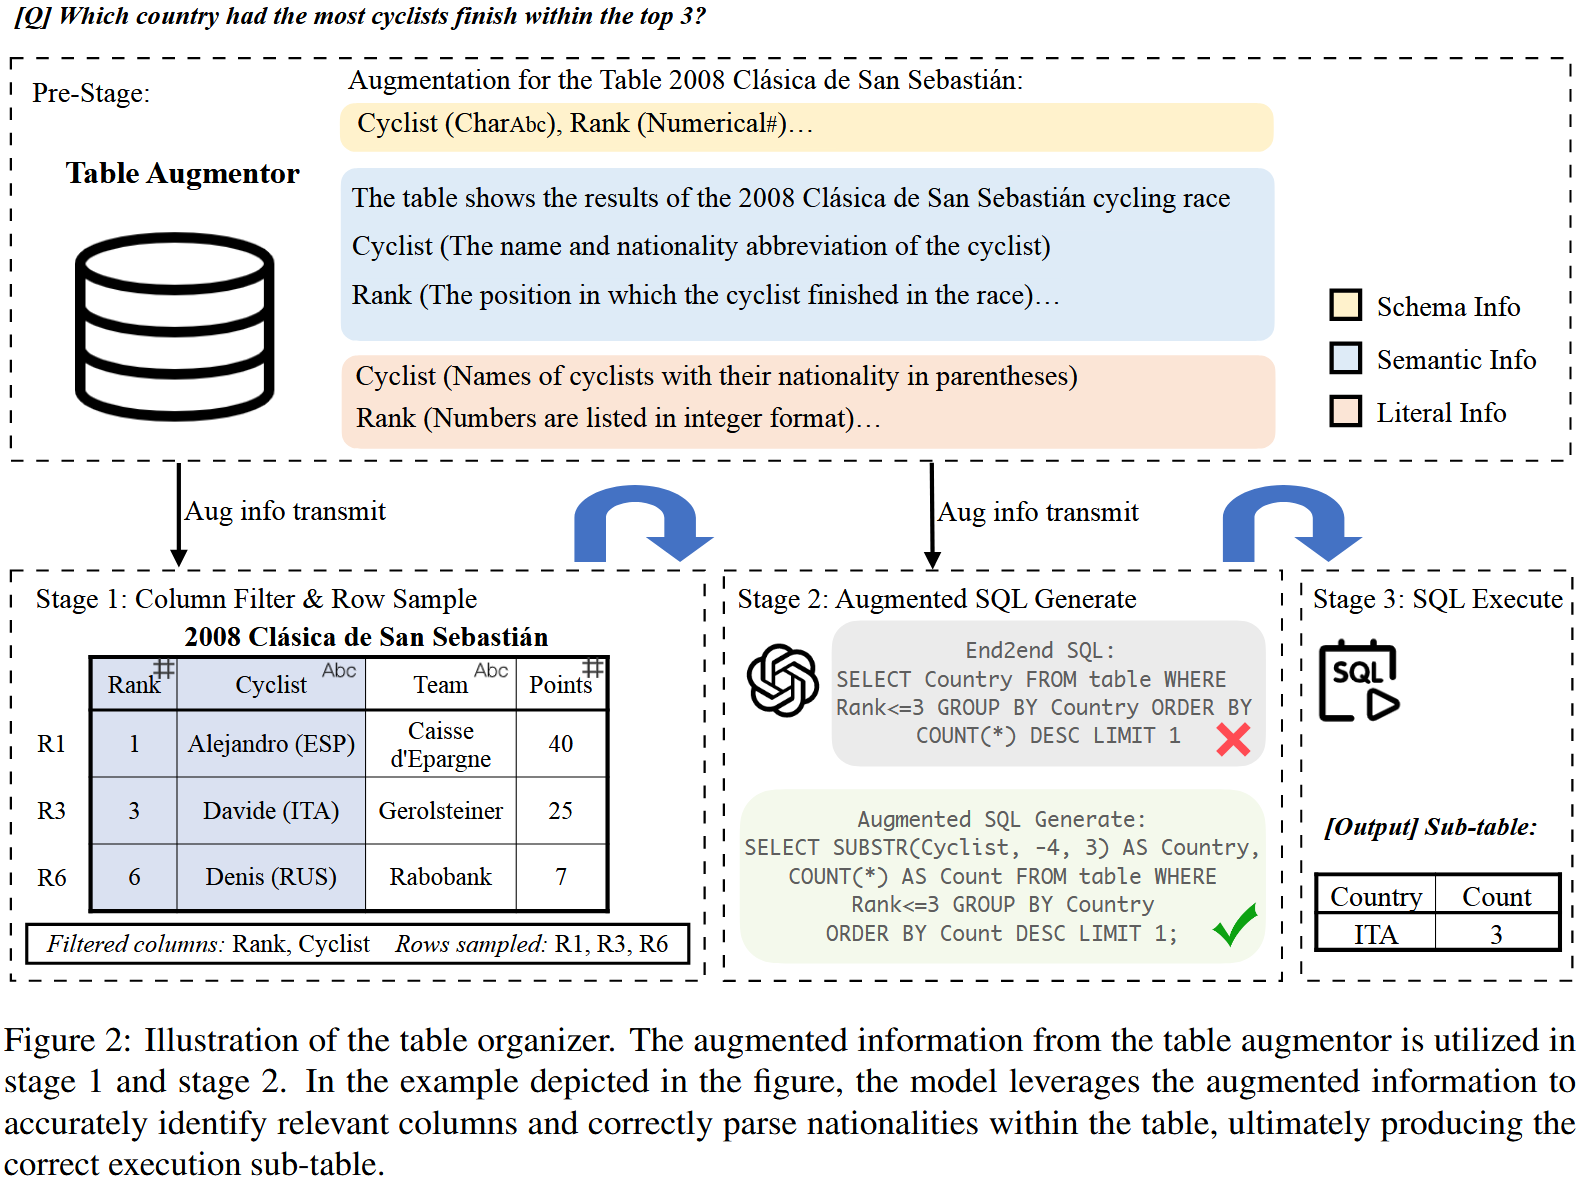 [Q] Which country had the most cyclists finish within the top 3?
Pre-Stage:
Augmentation for the Table 2008 Clásica de San Sebastián:
Cyclist (CharAbc), Rank (Numerical#)…
Table Augmentor
The table shows the results of the 2008 Clásica de San Sebastián cycling race
Cyclist (The name and nationality abbreviation of the cyclist)
Rank (The position in which the cyclist finished in the race)…
Cyclist (Names of cyclists with their nationality in parentheses)
Rank (Numbers are listed in integer format)…
Schema Info
Semantic Info
Literal Info
Aug info transmit
Aug info transmit
Stage 1: Column Filter & Row Sample
2008 Clásica de San Sebastián
Rank # Cyclist Abc Team Abc Points #
R1 1 Alejandro (ESP) Caisse d'Epargne 40
R3 3 Davide (ITA) Gerolsteiner 25
R6 6 Denis (RUS) Rabobank 7
Filtered columns: Rank, Cyclist Rows sampled: R1, R3, R6
Stage 2: Augmented SQL Generate
End2end SQL:
SELECT Country FROM table WHERE
Rank<=3 GROUP BY Country ORDER BY
COUNT(*) DESC LIMIT 1
Augmented SQL Generate:
SELECT SUBSTR(Cyclist, -4, 3) AS Country,
COUNT(*) AS Count FROM table WHERE
Rank<=3 GROUP BY Country
ORDER BY Count DESC LIMIT 1;
Stage 3: SQL Execute
SQL
[Output] Sub-table:
Country Count
ITA 3
Figure 2: Illustration of the table organizer. The augmented information from the table augmentor is utilized in
stage 1 and stage 2. In the example depicted in the figure, the model leverages the augmented information to
accurately identify relevant columns and correctly parse nationalities within the table, ultimately producing the
correct execution sub-table.